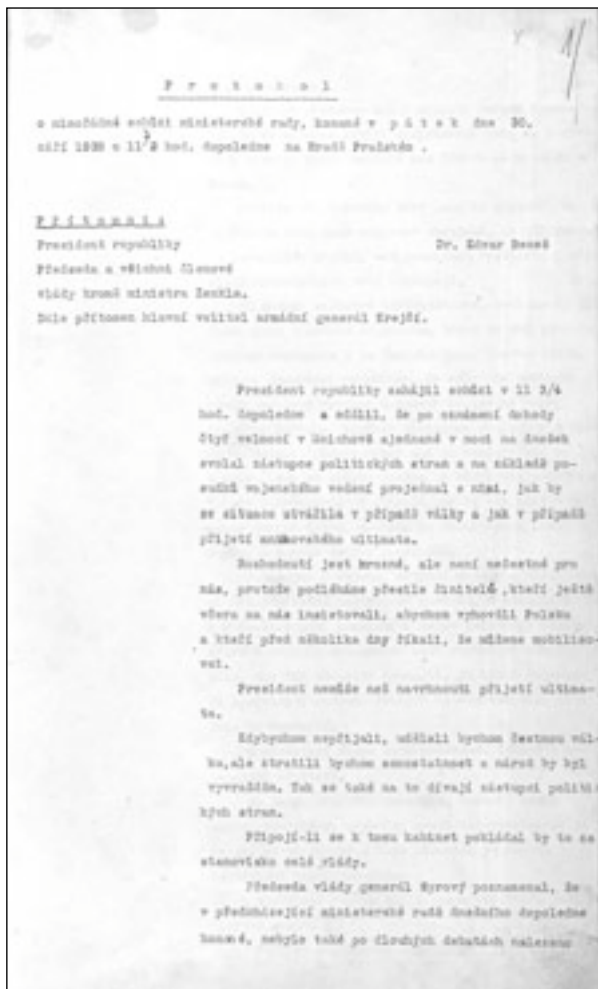 1/
P r o t o k o l
o mimořádné schůzi ministerské rady, konané v p á t e k dne 30.
září 1938 o 11 hod. dopoledne na Hradě Pražském .
P ř í t o m n i :
President republiky Dr. Edvard Beneš
Předseda a všichni členové
vlády kromě ministra Zenkla.
Dále přítomen hlavní velitel armádní generál Krejčí.
President republiky zahájil schůzi v 11 3/4
hod. dopoledne a sdělil, že po oznámení dohody
čtyř velmocí v Mnichově sjednané v noci na dnešek
svolal zástupce politických stran a na základě po-
sudků vojenského vedení projednal s nimi, jak by
se situace utvářila v případě války a jak v případě
přijetí mnichovského ultimata.
Rozhodnutí jest hrozné, ale není nečestné pro
nás, protože podléháme přesile činitelů, kteří ještě
včera na nás insistovali, abychom vyhověli Polsku
a kteří před několika dny říkali, že můžeme mobiliso-
vat.
President nemůže než navrhnouti přijetí ultima-
ta.
Kdybychom nepřijali, udělali bychom čestnou vál-
ku, ale ztratili bychom samostatnost a národ by byl
vyvražděn. Tak se také na to dívají zástupci politic
kých stran.
Připojí-li se k tomu kabinet pokládal by to za
stanovisko celé vlády.
Předseda vlády generál Syrový poznamenal, že
v předcházející ministerské radě dnešního dopoledne
konané, nebylo také po dlouhých debatách nalezeno